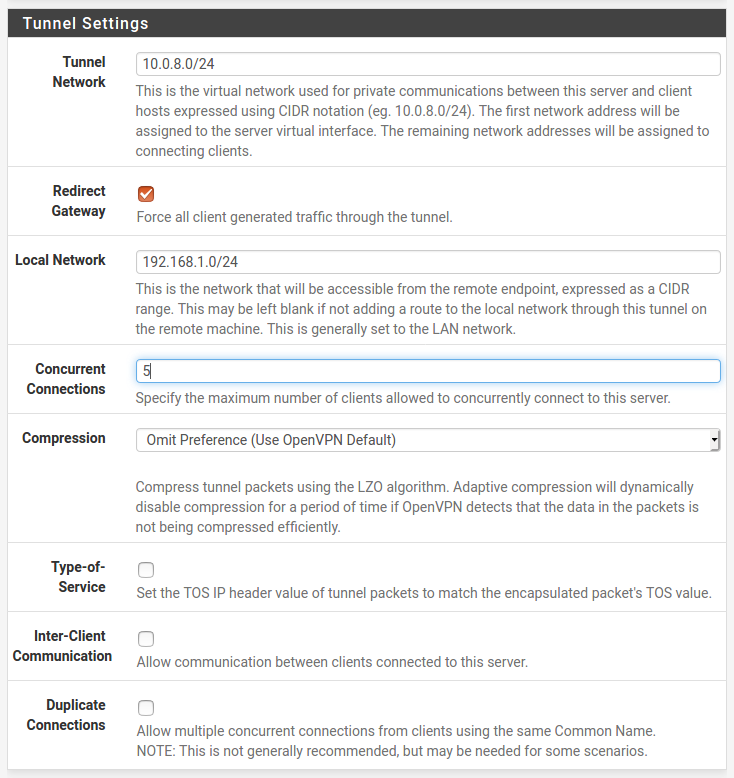 Tunnel Settings
Tunnel
Network
10.0.8.0/24
This is the virtual network used for private communications between this server and client
hosts expressed using CIDR notation (eg. 10.0.8.0/24). The first network address will be
assigned to the server virtual interface. The remaining network addresses will be assigned to
connecting clients.
Redirect
Gateway
Force all client generated traffic through the tunnel.
Local Network
192.168.1.0/24
This is the network that will be accessible from the remote endpoint, expressed as a CIDR
range. This may be left blank if not adding a route to the local network through this tunnel on
the remote machine. This is generally set to the LAN network.
Concurrent
Connections
5
Specify the maximum number of clients allowed to concurrently connect to this server.
Compression
Omit Preference (Use OpenVPN Default)
Compress tunnel packets using the LZO algorithm. Adaptive compression will dynamically
disable compression for a period of time if OpenVPN detects that the data in the packets is
not being compressed efficiently.
Type-of-
Service
Set the TOS IP header value of tunnel packets to match the encapsulated packet's TOS value.
Inter-Client
Communication
Allow communication between clients connected to this server.
Duplicate
Connections
Allow multiple concurrent connections from clients using the same Common Name.
NOTE: This is not generally recommended, but may be needed for some scenarios.